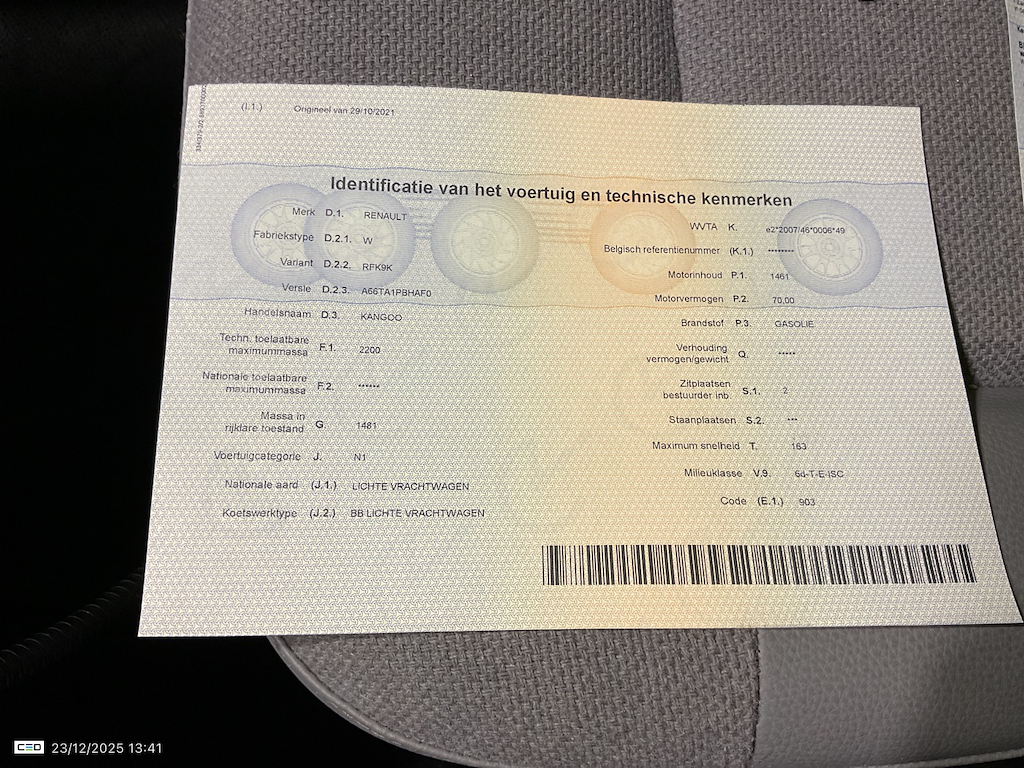 (I.1.) Origineel van 29/10/2021
Identificatie van het voertuig en technische kenmerken
Merk D.1. RENAULT
Fabriekstype D.2.1. W
Variant D.2.2. RFK9K
Versie D.2.3. A66TA1PBHAF0
Handelsnaam D.3. KANGOO
Techn. toelaatbare
maximummassa F.1. 2200
Nationale toelaatbare
maximummassa F.2. ******
Massa in
rijklare toestand G. 1481
Voertuigcategorie J. N1
Nationale aard (J.1.) LICHTE VRACHTWAGEN
Koetswerktype (J.2.) BB LICHTE VRACHTWAGEN
WVTA K. e2*2007/46*0006*49
Belgisch referentienummer (K.1.) ********
Motorinhoud P.1. 1461
Motorvermogen P.2. 70,00
Brandstof P.3. GASOLIE
Verhouding
vermogen/gewicht Q. *****
Zitplaatsen
bestuurder inb. S.1. 2
Staanplaatsen S.2. ***
Maximum snelheid T. 163
Milieuklasse V.9. 6d-T-E-ISC
Code (E.1.) 903
CEO 23/12/2025 13:41